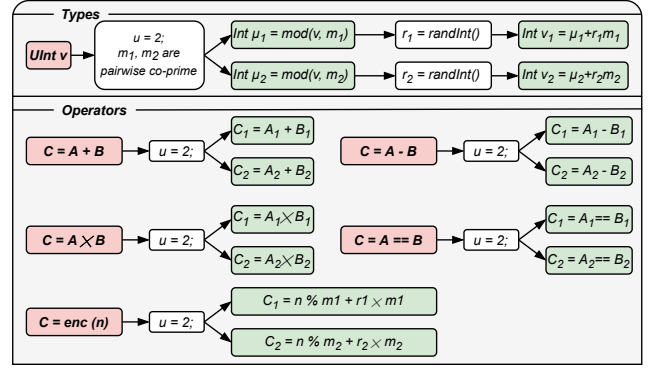 Types
UInt v
u = 2;
m₁, m₂ are
pairwise co-prime
Int μ₁ = mod(v, m₁)
r₁ = randInt()
Int v₁ = μ₁+r₁m₁
Int μ₂ = mod(v, m₂)
r₂ = randInt()
Int v₂ = μ₂+r₂m₂
Operators
C = A + B
u = 2;
C₁ = A₁ + B₁
C₂ = A₂ + B₂
C = A - B
u = 2;
C₁ = A₁ - B₁
C₂ = A₂ - B₂
C = A × B
u = 2;
C₁ = A₁ × B₁
C₂ = A₂ × B₂
C = A == B
u = 2;
C₁ = A₁== B₁
C₂ = A₂== B₂
C = enc (n)
u = 2;
C₁ = n % m1 + r1 × m1
C₂ = n % m₂ + r₂ × m₂